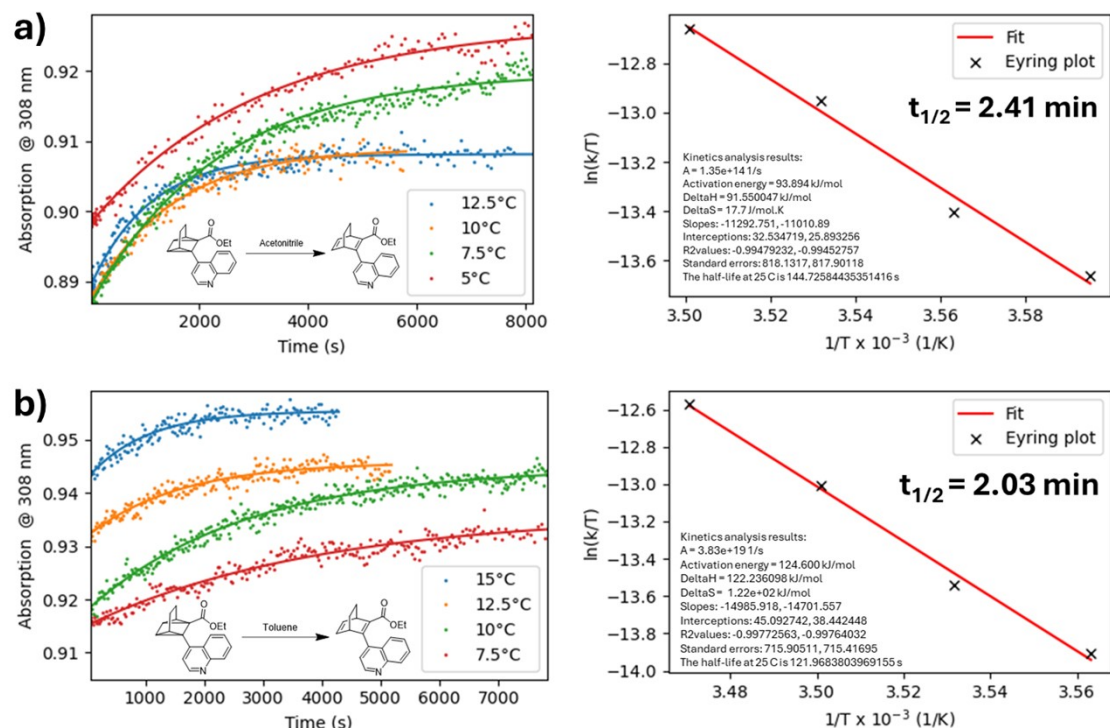 a)
Absorption @ 308 nm
0.92
0.91
0.90
0.89
OEt
O
N
Acetonitrile
O
OEt
N
12.5°C
10°C
7.5°C
5°C
2000
4000
6000
8000
Time (s)
ln(k/T)
−12.8
−13.0
−13.2
−13.4
−13.6
Fit
Eyring plot
t1/2 = 2.41 min
Kinetics analysis results:
A = 1.35e+14 1/s
Activation energy = 93.894 kJ/mol
DeltaH = 91.550047 kJ/mol
DeltaS = 17.7 J/mol.K
Slopes: -11292.751, -11010.89
Interceptions: 32.534719, 25.893256
R2values: -0.99479232, -0.99452757
Standard errors: 818.1317, 817.90118
The half-life at 25 C is 144.72584435351416 s
3.50
3.52
3.54
3.56
3.58
1/T x 10−3 (1/K)
b)
Absorption @ 308 nm
0.95
0.94
0.93
0.92
0.91
O
OEt
N
Toluene
O
OEt
N
15°C
12.5°C
10°C
7.5°C
1000
2000
3000
4000
5000
6000
7000
Time (s)
ln(k/T)
−12.6
−12.8
−13.0
−13.2
−13.4
−13.6
−13.8
−14.0
Fit
Eyring plot
t1/2 = 2.03 min
Kinetics analysis results:
A = 3.83e+19 1/s
Activation energy = 124.600 kJ/mol
DeltaH = 122.236098 kJ/mol
DeltaS = 1.22e+02 kJ/mol
Slopes: -14985.918, -14701.557
Interceptions: 45.092742, 38.442448
R2values: -0.99772563, -0.99764032
Standard errors: 715.90511, 715.41695
The half-life at 25 C is 121.9683803969155 s
3.48
3.50
3.52
3.54
3.56
1/T x 10−3 (1/K)